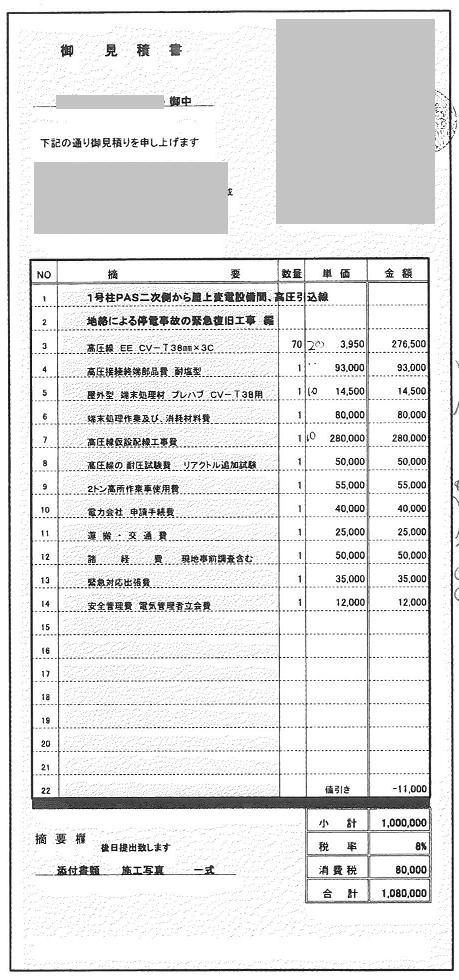 御 見 積 書
御中
下記の通り御見積りを申し上げます
NO 摘 要 数量 単 価 金 額
1 1号柱PAS二次側から屋上変電設備間、高圧引込線
2 地絡による停電事故の緊急復旧工事
3 高圧線 EE CV-T38mm×3C 70 3,950 276,500
4 高圧接続終端部品費 耐塩型 1 93,000 93,000
5 屋外型 端末処理材 プレハブ CV-T38用 1 14,500 14,500
6 端末処理作業及び、消耗材料費 1 80,000 80,000
7 高圧線仮設配線工事費 1 280,000 280,000
8 高圧線の 耐圧試験費 リアクトル追加試験 1 50,000 50,000
9 2トン高所作業車使用費 1 55,000 55,000
10 電力会社 申請手続費 1 40,000 40,000
11 運 搬 ・ 交 通 費 1 25,000 25,000
12 諸 経 費 現地事前調査含む 1 50,000 50,000
13 緊急対応出張費 1 35,000 35,000
14 安全管理費 電気管理者立会費 1 12,000 12,000
15
16
17
18
19
20
21
22 値引き -11,000
小 計 1,000,000
税 率 8%
消 費 税 80,000
合 計 1,080,000
摘 要 欄
後日提出致します
添付書類 施工写真 一式